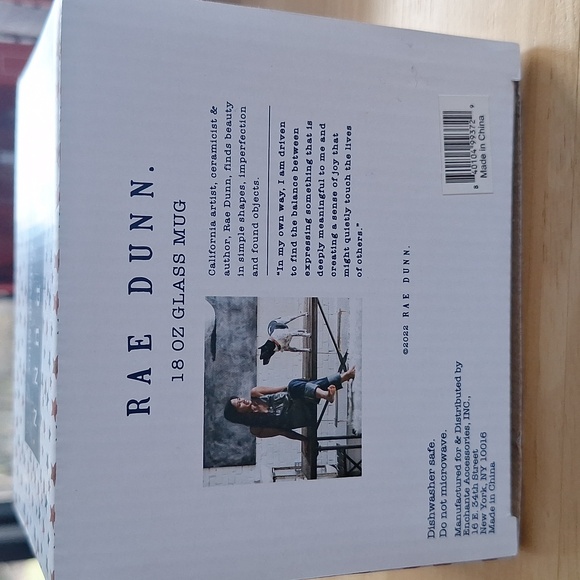 RAE DUNN.
18 OZ GLASS MUG
California artist, ceramicist &
author, Rae Dunn, finds beauty
in simple shapes, imperfection
and found objects.
"In my own way, I am driven
to find the balance between
expressing something that is
deeply meaningful to me and
creating a sense of joy that
might quietly touch the lives
of others."
©2022 RAE DUNN.
Dishwasher safe.
Do not microwave.
Manufactured for & Distributed by
Enchante Accessories, INC.,
16 E. 34th Street
New York, NY 10016
Made in China
8 40104 99372 9
Made in China